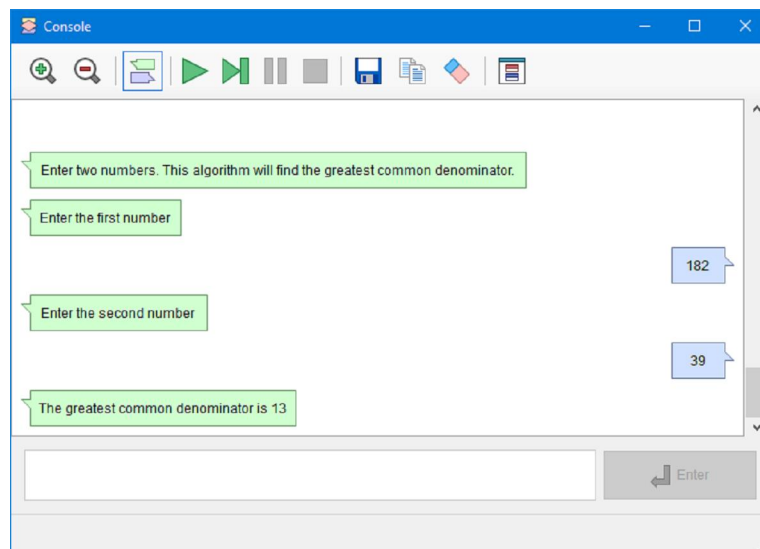 Console
Enter two numbers. This algorithm will find the greatest common denominator.
Enter the first number
182
Enter the second number
39
The greatest common denominator is 13
Enter